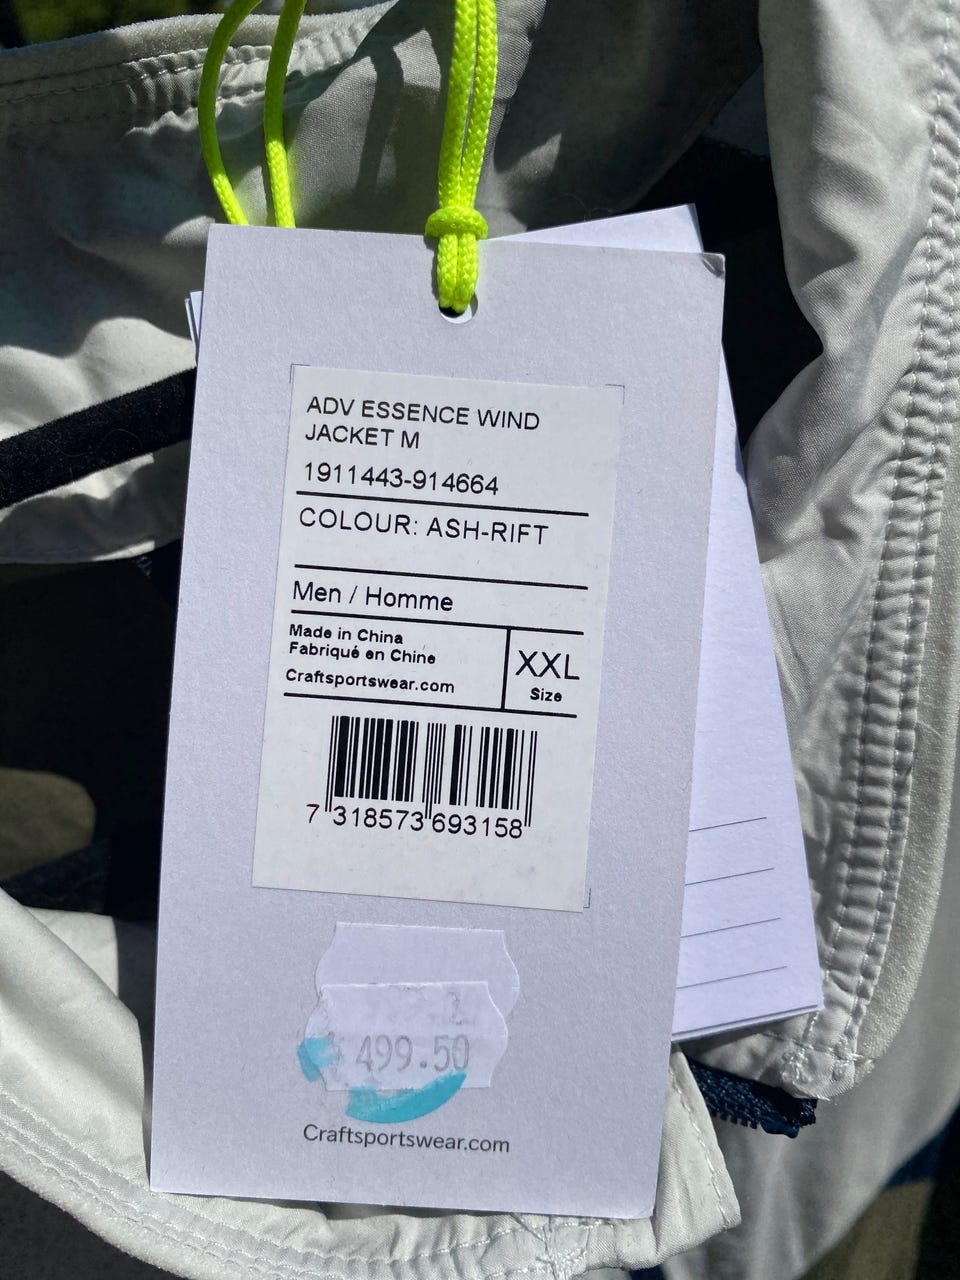 ADV ESSENCE WIND
JACKET M
1911443-914664
COLOUR: ASH-RIFT
Men / Homme
Made in China
Fabriqué en Chine
Craftsportswear.com
XXL
Size
7 318573 693158
499.50
Craftsportswear.com